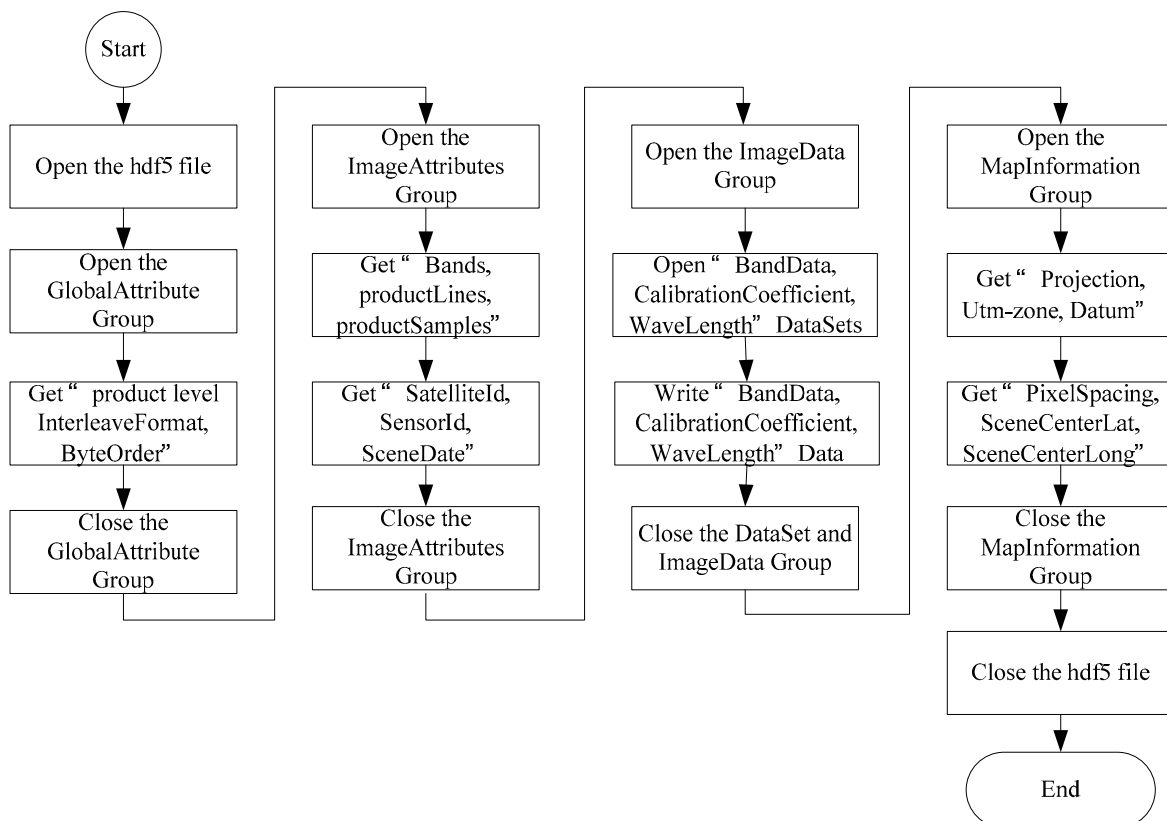 Start
Open the hdf5 file
Open the
GlobalAttribute
Group
Get“ product level
InterleaveFormat,
ByteOrder”
Close the
GlobalAttribute
Group
Open the
ImageAttributes
Group
Get“ Bands,
productLines,
productSamples”
Get“ SatelliteId,
SensorId,
SceneDate”
Close the
ImageAttributes
Group
Open the ImageData
Group
Open“ BandData,
CalibrationCoefficient,
WaveLength” DataSets
Write“ BandData,
CalibrationCoefficient,
WaveLength” Data
Close the DataSet and
ImageData Group
Open the
MapInformation
Group
Get“ Projection,
Utm-zone, Datum”
Get“ PixelSpacing,
SceneCenterLat,
SceneCenterLong”
Close the
MapInformation
Group
Close the hdf5 file
End